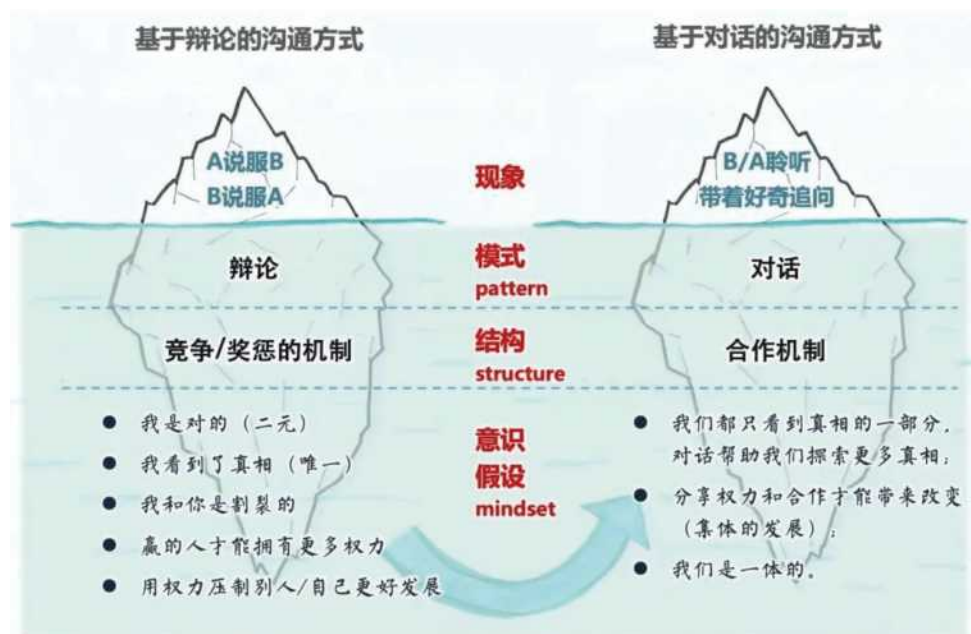 基于辩论的沟通方式
A说服B
B说服A
辩论
竞争/奖惩的机制
● 我是对的（二元）
● 我看到了真相（唯一）
● 我和你是割裂的
● 赢的人才能拥有更多权力
● 用权力压制别人/自己更好发展
现象
模式
pattern
结构
structure
意识
假设
mindset
基于对话的沟通方式
B/A聆听
带着好奇追问
对话
合作机制
● 我们都只看到真相的一部分，
对话帮助我们探索更多真相；
● 分享权力和合作才能带来改变
（集体的发展）；
● 我们是一体的。